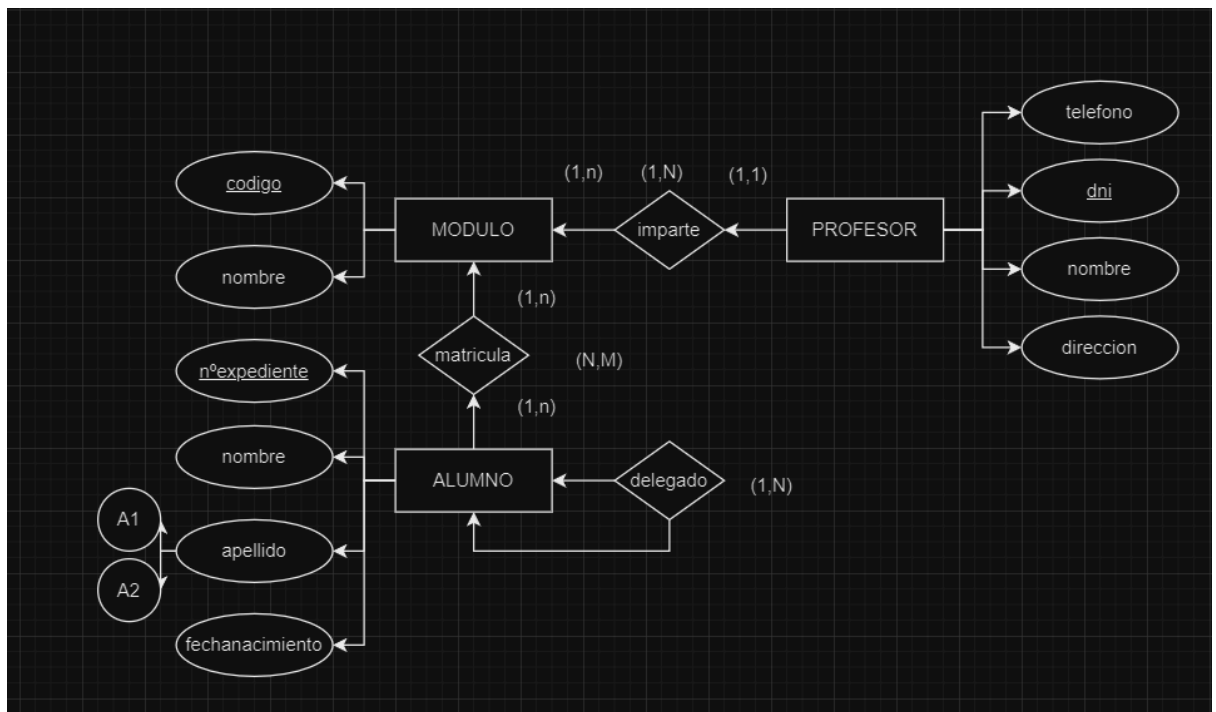 telefono
(1,n)
(1,N)
(1,1)
codigo
dni
MODULO
imparte
PROFESOR
nombre
nombre
(1,n)
direccion
matricula
(N,M)
nºexpediente
(1,n)
nombre
ALUMNO
delegado
(1,N)
A1
apellido
A2
fechanacimiento